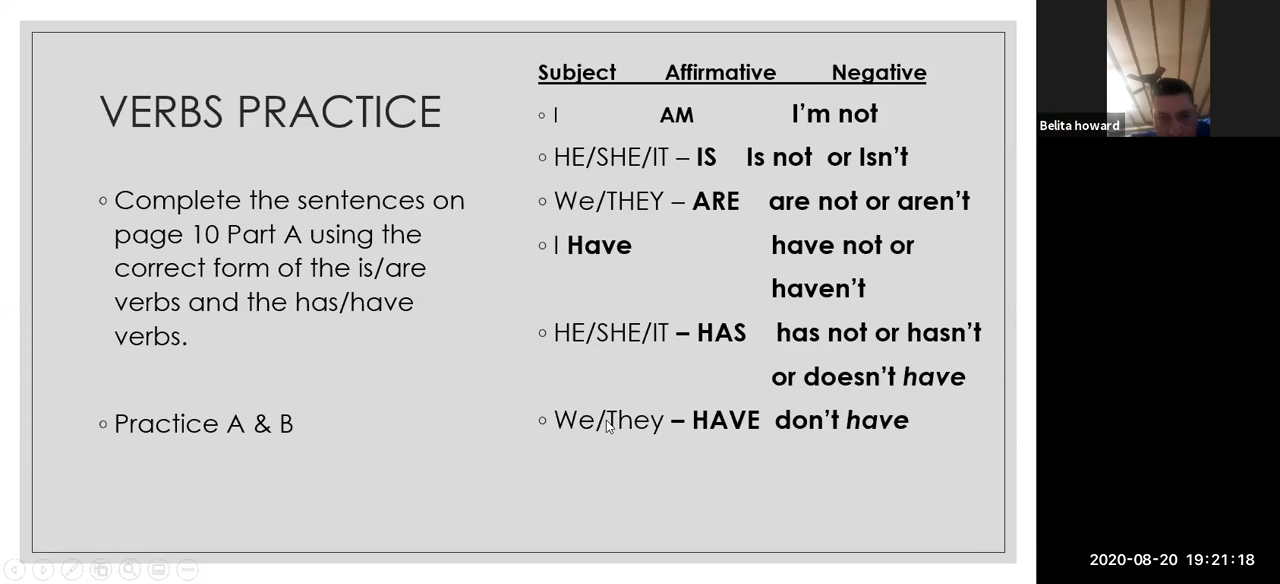 VERBS PRACTICE
Complete the sentences on
page 10 Part A using the
correct form of the is/are
verbs and the has/have
verbs.
Practice A & B
Subject Affirmative Negative
I AM I'm not
HE/SHE/IT – IS Is not or Isn't
We/THEY – ARE are not or aren't
I Have have not or
haven't
HE/SHE/IT – HAS has not or hasn't
or doesn't have
We/They – HAVE don't have
Belita howard
2020-08-20 19:21:18